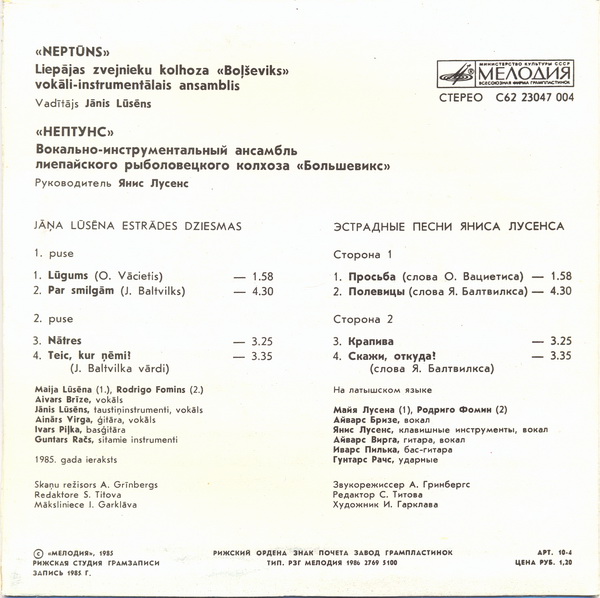 «NEPTŪNS»
Liepājas zvejnieku kolhoza «Boļševiks»
vokāli-instrumentālais ansamblis
Vadītājs Jānis Lūsēns
«НЕПТУНС»
Вокально-инструментальный ансамбль
лиепайского рыболовецкого колхоза «Большевикс»
Руководитель Янис Лусенс
МИНИСТЕРСТВО КУЛЬТУРЫ СССР
МЕЛОДИЯ
ВСЕСОЮЗНАЯ ФИРМА ГРАМПЛАСТИНОК
СТЕРЕО С62 23047 004
JĀŅA LŪSĒNA ESTRĀDES DZIESMAS
1. puse
1. Lūgums (O. Vācietis) — 1.58
2. Par smilgām (J. Baltvilks) — 4.30
2. puse
3. Nātres — 3.25
4. Teic, kur ņēmi! — 3.35
(J. Baltvilka vārdi)
Maija Lūsēna (1.), Rodrigo Fomins (2.)
Aivars Brīze, vokāls
Jānis Lūsēns, taustiņinstrumenti, vokāls
Ainārs Virga, ģitāra, vokāls
Ivars Piļka, basģitāra
Guntars Račs, sitamie instrumenti
1985. gada ieraksts
Skaņu režisors A. Grīnbergs
Redaktore S. Titova
Māksliniece I. Garklāva
ЭСТРАДНЫЕ ПЕСНИ ЯНИСА ЛУСЕНСА
Сторона 1
1. Просьба (слова О. Вациетиса) — 1.58
2. Полевицы (слова Я. Балтвилкса) — 4.30
Сторона 2
3. Крапива — 3.25
4. Скажи, откуда! — 3.35
(слова Я. Балтвилкса)
На латышском языке
Майя Лусена (1), Родриго Фомин (2)
Айварс Бризе, вокал
Янис Лусенс, клавишные инструменты, вокал
Айварс Вирга, гитара, вокал
Иварс Пилька, бас-гитара
Гунтарс Рачс, ударные
Звукорежиссер А. Гринбергс
Редактор С. Титова
Художник И. Гарклава
© «МЕЛОДИЯ», 1985
РИЖСКАЯ СТУДИЯ ГРАМЗАПИСИ
ЗАПИСЬ 1985 Г.
РИЖСКИЙ ОРДЕНА ЗНАК ПОЧЕТА ЗАВОД ГРАМПЛАСТИНОК
ТИП. РЗГ МЕЛОДИЯ 1986 2769 5100
АРТ. 10-4
ЦЕНА РУБ. 1,20